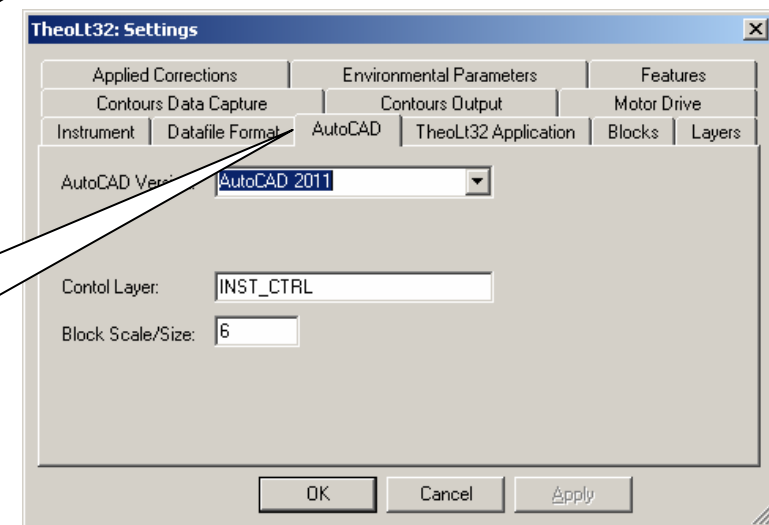 TheoLt32: Settings
Applied Corrections Environmental Parameters Features
Contours Data Capture Contours Output Motor Drive
Instrument Datafile Format AutoCAD TheoLt32 Application Blocks Layers
AutoCAD Version: AutoCAD 2011
Contol Layer: INST_CTRL
Block Scale/Size: 6
OK Cancel Apply